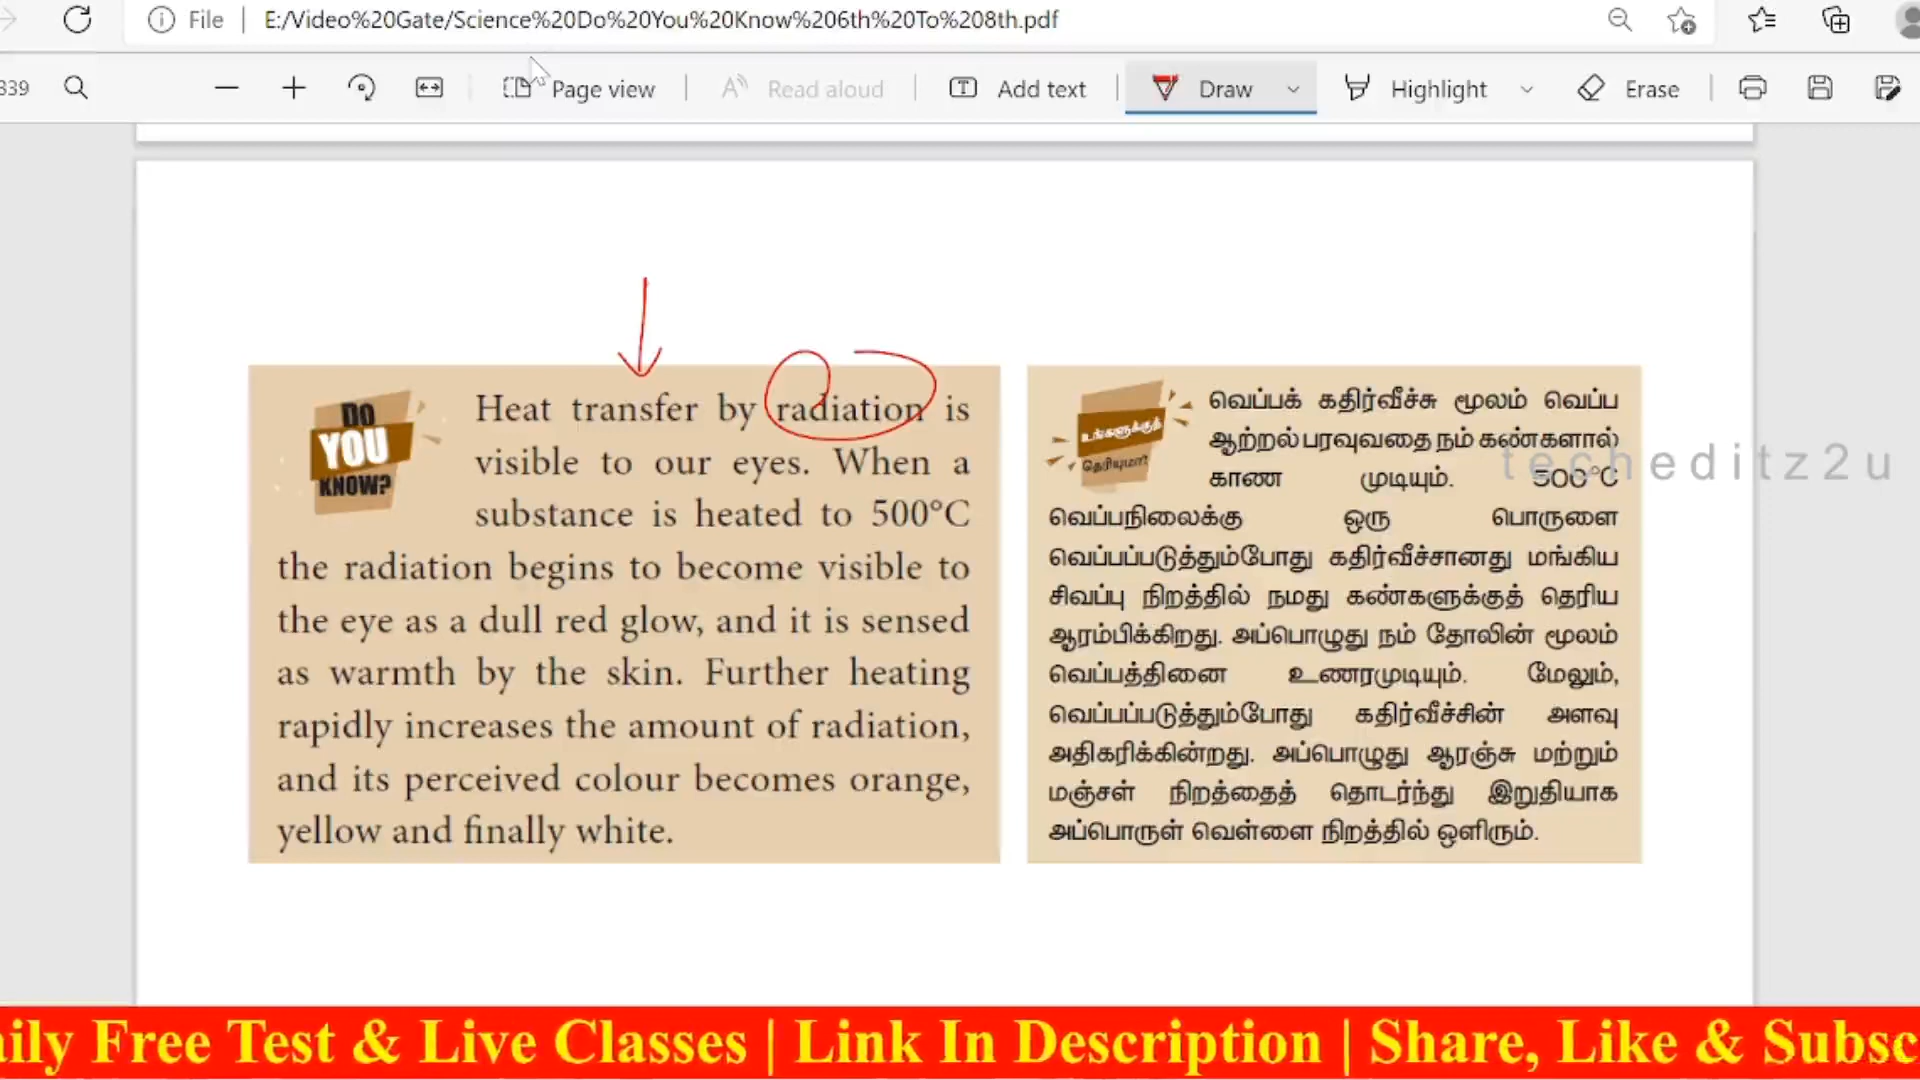 File | E:/Video%20Gate/Science%20Do%20You%20Know%206th%20To%208th.pdf
339 Page view Read aloud Add text Draw Highlight Erase
DO
YOU
KNOW?
Heat transfer by radiation is
visible to our eyes. When a
substance is heated to 500°C
the radiation begins to become visible to
the eye as a dull red glow, and it is sensed
as warmth by the skin. Further heating
rapidly increases the amount of radiation,
and its perceived colour becomes orange,
yellow and finally white.
உங்களுக்குத்
தெரியுமா?
வெப்பக் கதிர்வீச்சு மூலம் வெப்ப
ஆற்றல் பரவுவதை நம் கண்களால்
காண முடியும். 500°C
வெப்பநிலைக்கு ஒரு பொருளை
வெப்பப்படுத்தும்போது கதிர்வீச்சானது மங்கிய
சிவப்பு நிறத்தில் நமது கண்களுக்குத் தெரிய
ஆரம்பிக்கிறது. அப்பொழுது நம் தோலின் மூலம்
வெப்பத்தினை உணரமுடியும். மேலும்,
வெப்பப்படுத்தும்போது கதிர்வீச்சின் அளவு
அதிகரிக்கின்றது. அப்பொழுது ஆரஞ்சு மற்றும்
மஞ்சள் நிறத்தைத் தொடர்ந்து இறுதியாக
அப்பொருள் வெள்ளை நிறத்தில் ஒளிரும்.
techeditz2u
aily Free Test & Live Classes | Link In Description | Share, Like & Subsc